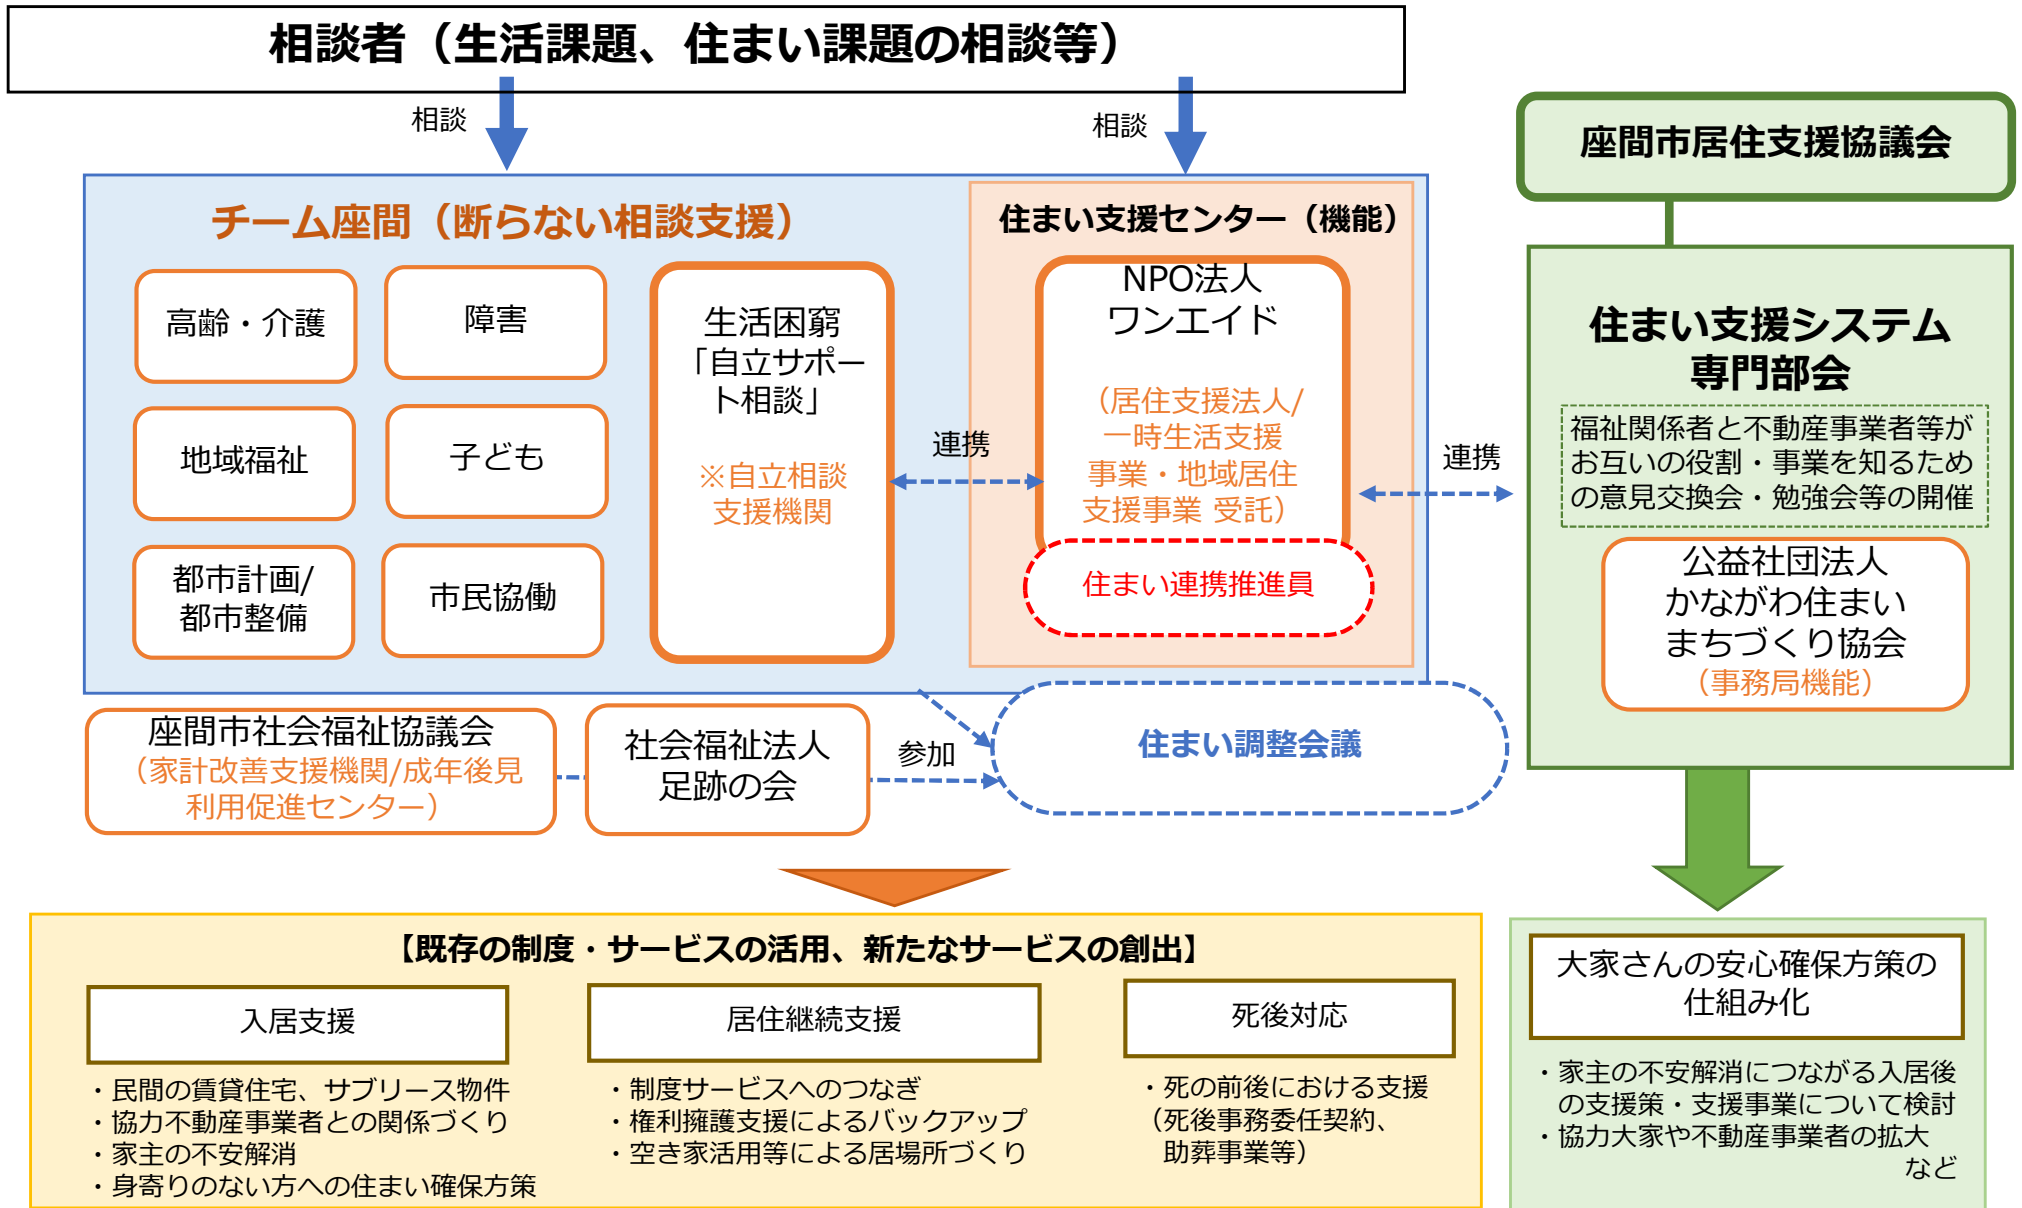 相談者（生活課題、住まい課題の相談等）
相談
相談
座間市居住支援協議会
チーム座間（断らない相談支援）
高齢・介護
障害
地域福祉
子ども
都市計画/
都市整備
市民協働
生活困窮
「自立サポー
ト相談」
※自立相談
支援機関
連携
住まい支援センター（機能）
NPO法人
ワンエイド
（居住支援法人/
一時生活支援
事業・地域居住
支援事業 受託）
住まい連携推進員
連携
住まい支援システム
専門部会
福祉関係者と不動産事業者等が
お互いの役割・事業を知るため
の意見交換会・勉強会等の開催
公益社団法人
かながわ住まい
まちづくり協会
（事務局機能）
座間市社会福祉協議会
（家計改善支援機関/成年後見
利用促進センター）
社会福祉法人
足跡の会
参加
住まい調整会議
【既存の制度・サービスの活用、新たなサービスの創出】
入居支援
・民間の賃貸住宅、サブリース物件
・協力不動産事業者との関係づくり
・家主の不安解消
・身寄りのない方への住まい確保方策
居住継続支援
・制度サービスへのつなぎ
・権利擁護支援によるバックアップ
・空き家活用等による居場所づくり
死後対応
・死の前後における支援
（死後事務委任契約、
助葬事業等）
大家さんの安心確保方策の
仕組み化
・家主の不安解消につながる入居後
の支援策・支援事業について検討
・協力大家や不動産事業者の拡大
など